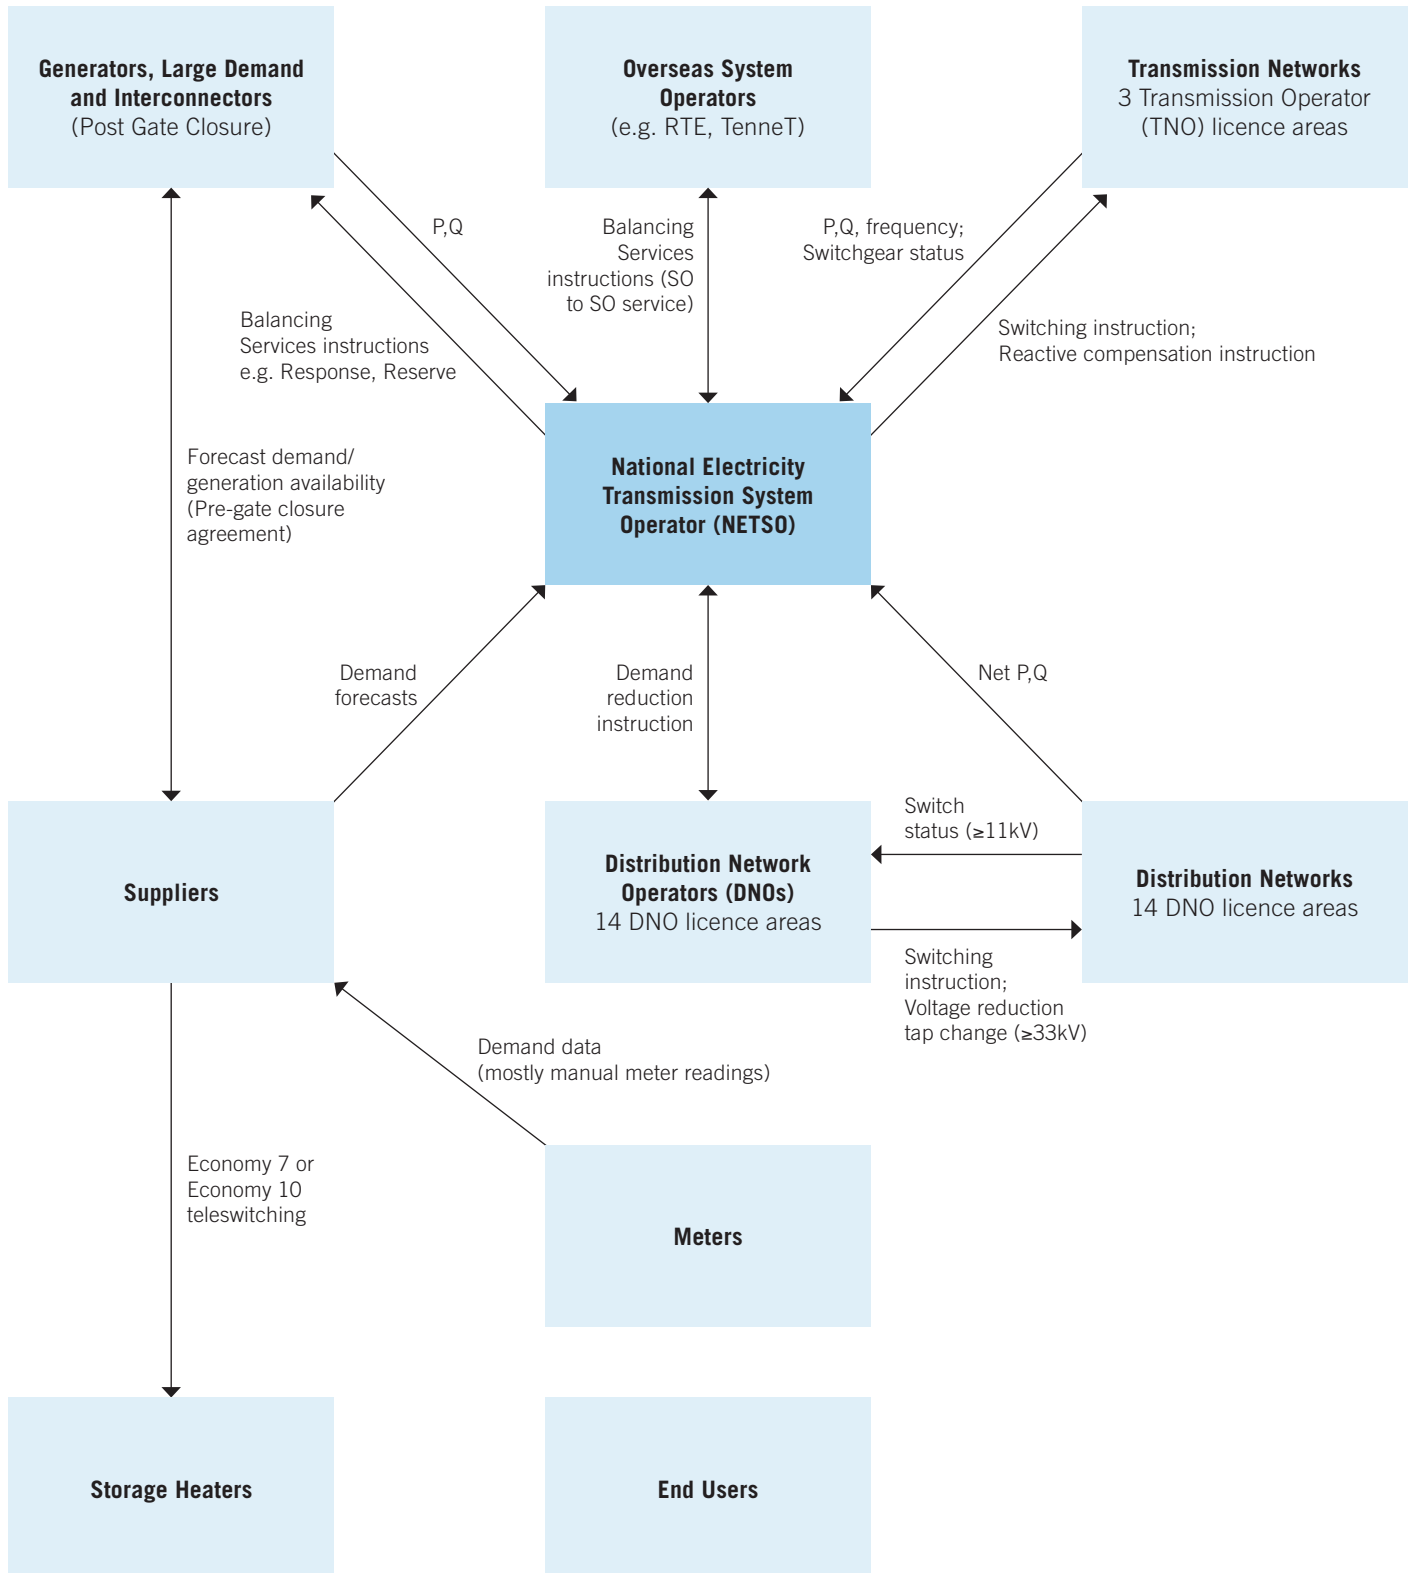 Generators, Large Demand
and Interconnectors
(Post Gate Closure)
Overseas System
Operators
(e.g. RTE, TenneT)
Transmission Networks
3 Transmission Operator
(TNO) licence areas
P,Q
Balancing
Services
instructions (SO
to SO service)
P,Q, frequency;
Switchgear status
Balancing
Services instructions
e.g. Response, Reserve
Switching instruction;
Reactive compensation instruction
Forecast demand/
generation availability
(Pre-gate closure
agreement)
National Electricity
Transmission System
Operator (NETSO)
Demand
forecasts
Demand
reduction
instruction
Net P,Q
Suppliers
Distribution Network
Operators (DNOs)
14 DNO licence areas
Switch
status (≥11kV)
Distribution Networks
14 DNO licence areas
Switching
instruction;
Voltage reduction
tap change (≥33kV)
Demand data
(mostly manual meter readings)
Economy 7 or
Economy 10
teleswitching
Meters
Storage Heaters
End Users